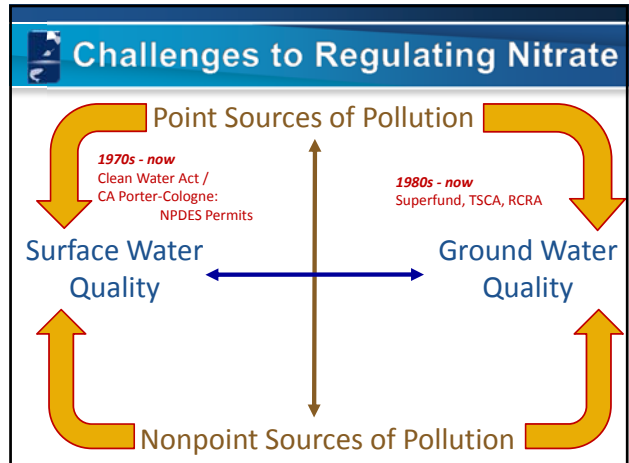 Challenges to Regulating Nitrate
Point Sources of Pollution
1970s - now
Clean Water Act /
CA Porter-Cologne:
NPDES Permits
1980s - now
Superfund, TSCA, RCRA
Surface Water
Quality
Ground Water
Quality
Nonpoint Sources of Pollution